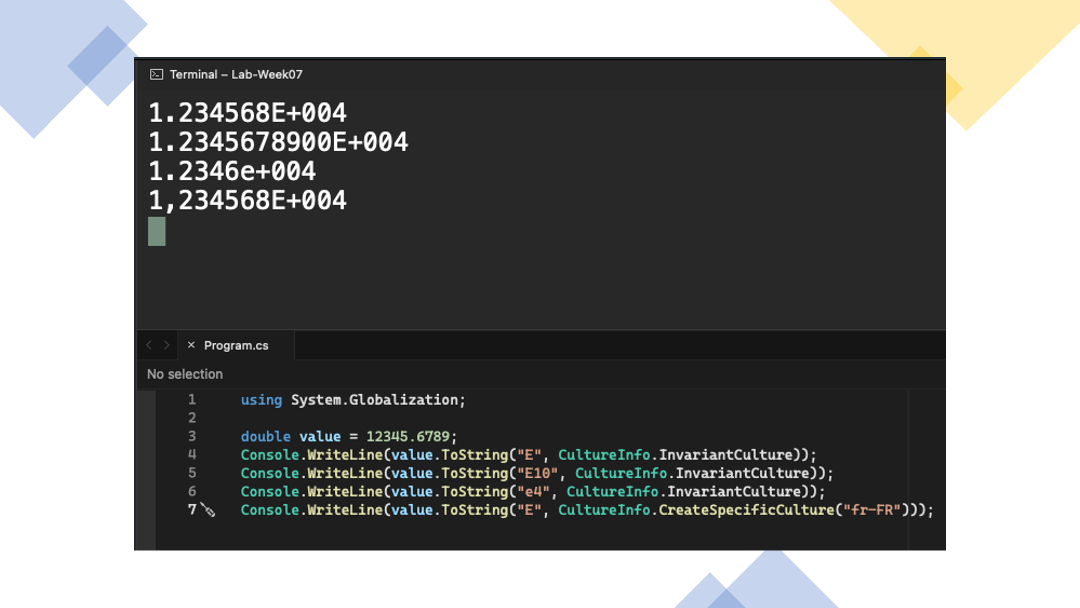 Terminal – Lab-Week07
1.234568E+004
1.2345678900E+004
1.2346e+004
1,234568E+004
Program.cs
No selection
1 using System.Globalization;
2
3 double value = 12345.6789;
4 Console.WriteLine(value.ToString("E", CultureInfo.InvariantCulture));
5 Console.WriteLine(value.ToString("E10", CultureInfo.InvariantCulture));
6 Console.WriteLine(value.ToString("e4", CultureInfo.InvariantCulture));
7 Console.WriteLine(value.ToString("E", CultureInfo.CreateSpecificCulture("fr-FR")));